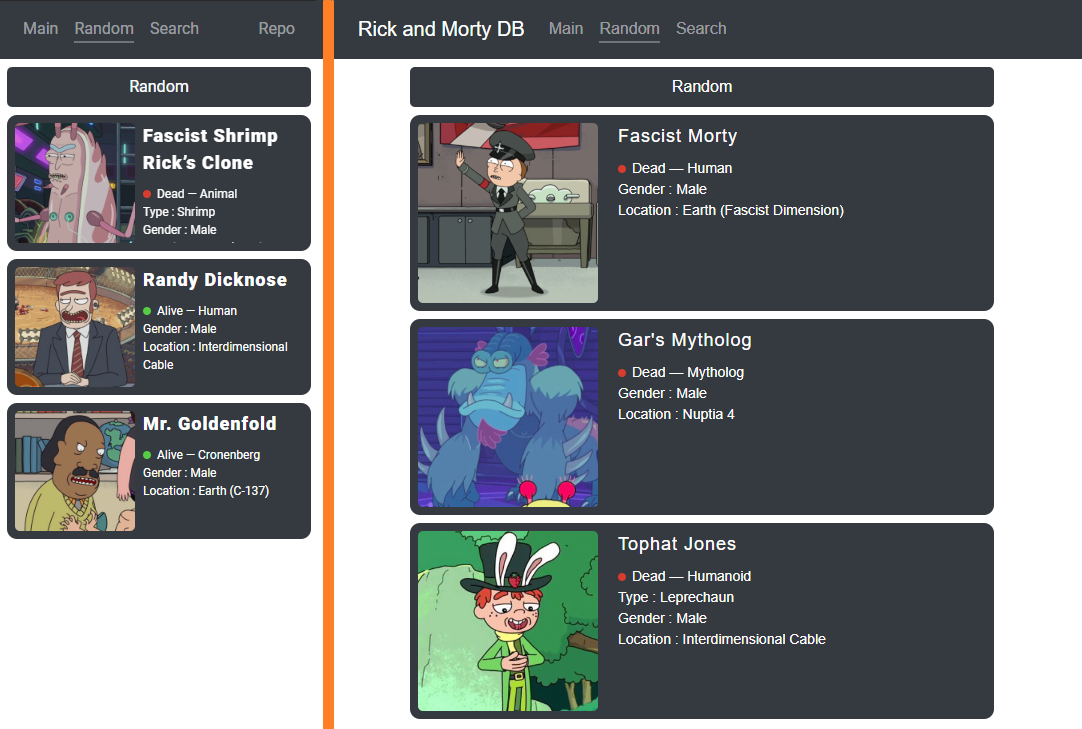 Main Random Search Repo
Random
Fascist Shrimp
Rick’s Clone
Dead — Animal
Type : Shrimp
Gender : Male
Randy Dicknose
Alive — Human
Gender : Male
Location : Interdimensional
Cable
Mr. Goldenfold
Alive — Cronenberg
Gender : Male
Location : Earth (C-137)
Rick and Morty DB Main Random Search
Random
Fascist Morty
Dead — Human
Gender : Male
Location : Earth (Fascist Dimension)
Gar's Mytholog
Dead — Mytholog
Gender : Male
Location : Nuptia 4
Tophat Jones
Dead — Humanoid
Type : Leprechaun
Gender : Male
Location : Interdimensional Cable